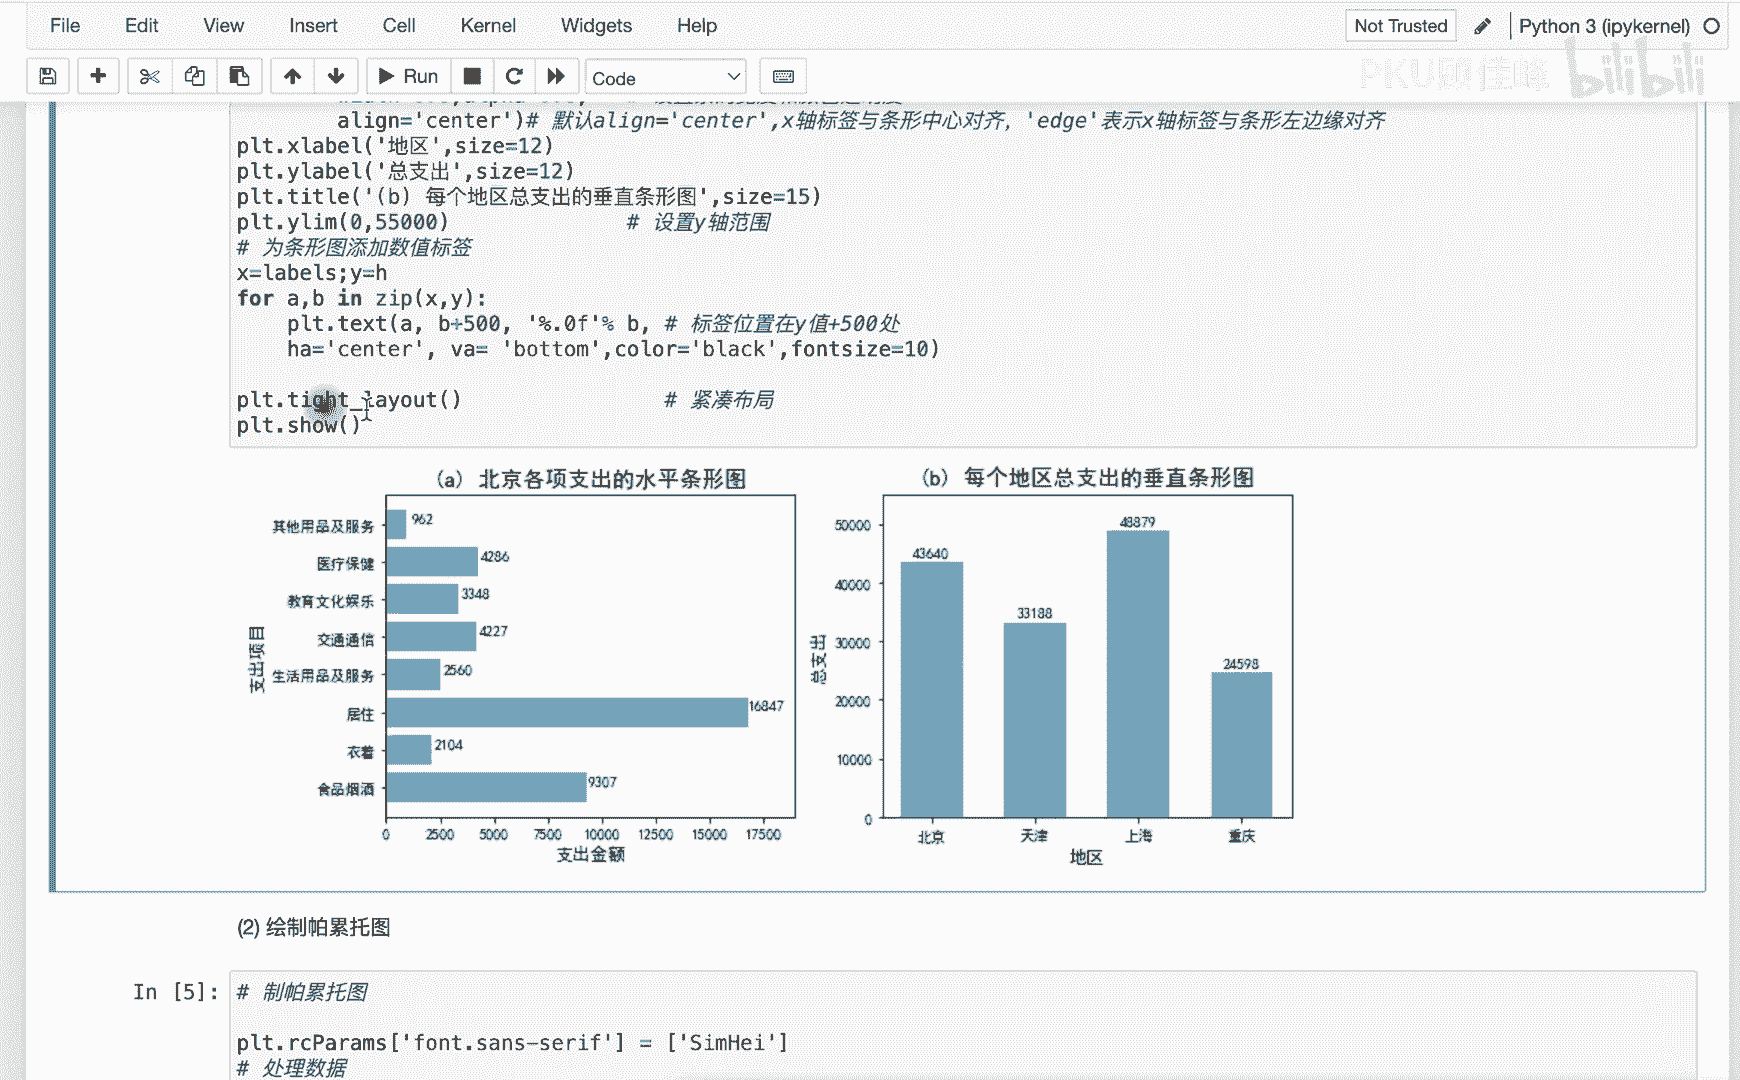 File Edit View Insert Cell Kernel Widgets Help Not Trusted Python 3 (ipykernel)
Run Code
PKU顾佳峰 bilibili
align='center')# 默认align='center',x轴标签与条形中心对齐, 'edge'表示x轴标签与条形左边缘对齐
plt.xlabel('地区',size=12)
plt.ylabel('总支出',size=12)
plt.title('(b) 每个地区总支出的垂直条形图',size=15)
plt.ylim(0,55000) # 设置y轴范围
# 为条形图添加数值标签
x=labels;y=h
for a,b in zip(x,y):
plt.text(a, b+500, '%.0f'% b, # 标签位置在y值+500处
ha='center', va= 'bottom',color='black',fontsize=10)
plt.tight_layout() # 紧凑布局
plt.show()
(a) 北京各项支出的水平条形图
支出项目
其他用品及服务 962
医疗保健 4286
教育文化娱乐 3348
交通通信 4227
生活用品及服务 2560
居住 16847
衣着 2104
食品烟酒 9307
0 2500 5000 7500 10000 12500 15000 17500
支出金额
(b) 每个地区总支出的垂直条形图
总支出
50000
40000
30000
20000
10000
0
43640 33188 48879 24598
北京 天津 上海 重庆
地区
(2) 绘制帕累托图
In [5]: # 制帕累托图
plt.rcParams['font.sans-serif'] = ['SimHei']
# 处理数据